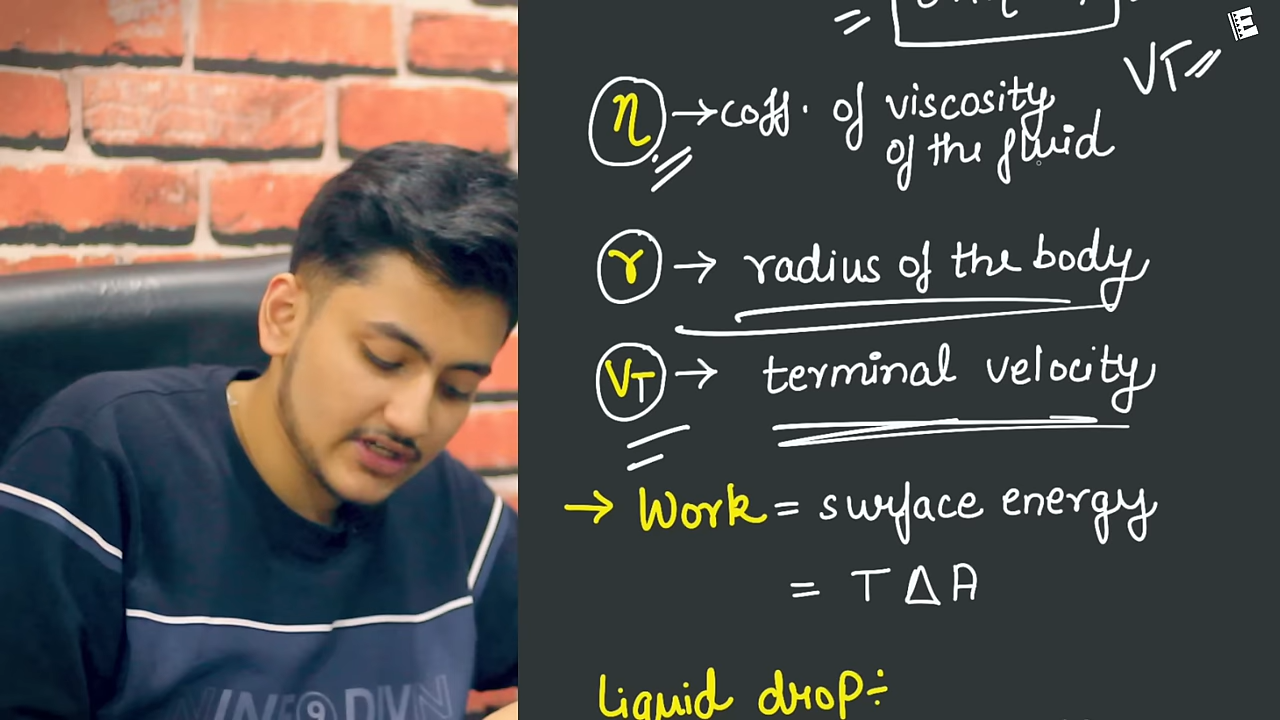 VT
η → coff. of viscosity
of the fluid
r → radius of the body
VT → terminal velocity
→ Work = surface energy
= T Δ A
Liquid drop÷